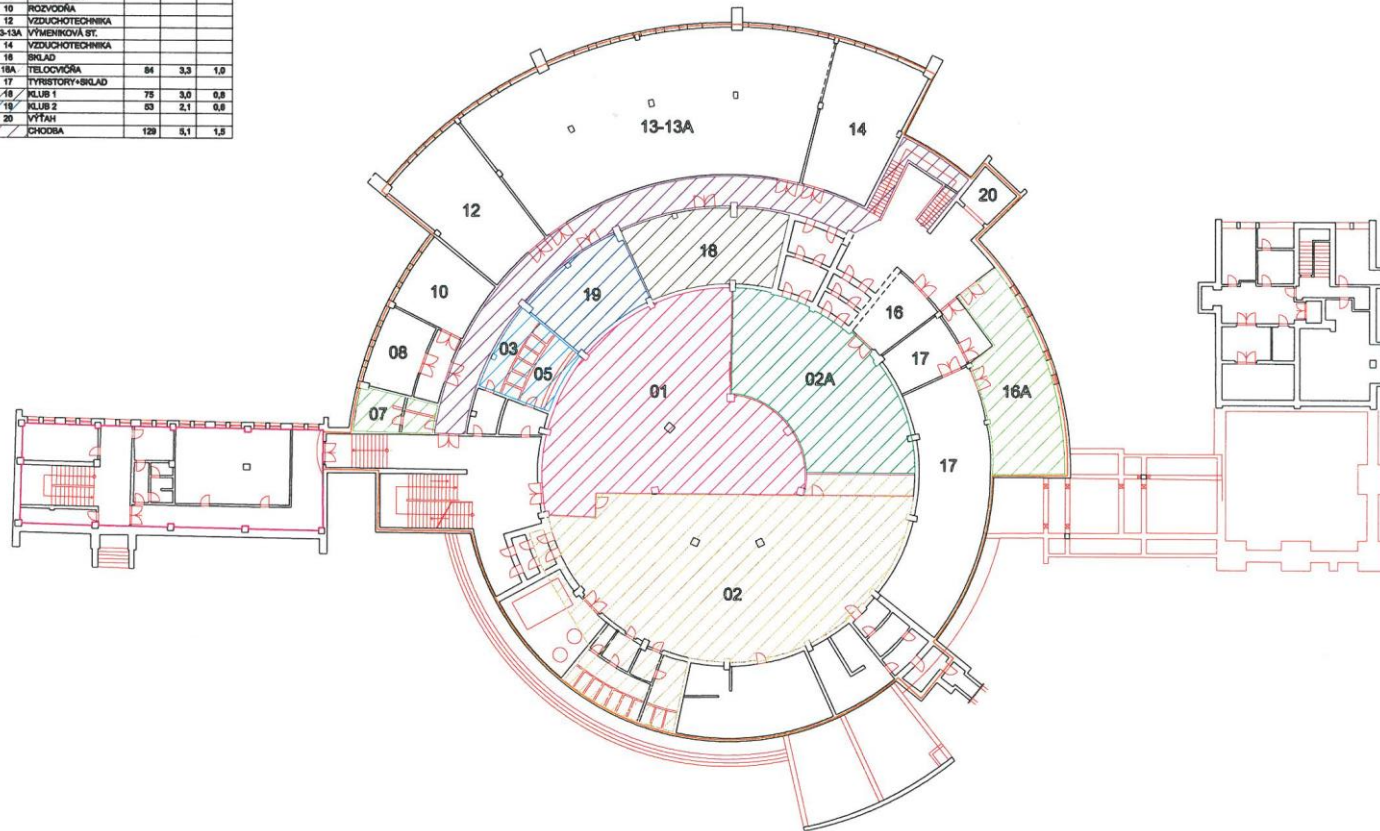 10 ROZVODŇA
12 VZDUCHOTECHNIKA
3-13A VÝMENIKOVÁ ST.
14 VZDUCHOTECHNIKA
16 SKLAD
16A TELOCVIČŇA 84 3,3 1,0
17 TYRISTORY+SKLAD
18 KLUB 1 75 3,0 0,8
19 KLUB 2 53 2,1 0,6
20 VÝŤAH
CHODBA 129 5,1 1,5
13-13A
14
20
12
18
10
19
16
03
08
17
05
01
02A
16A
07
17
02